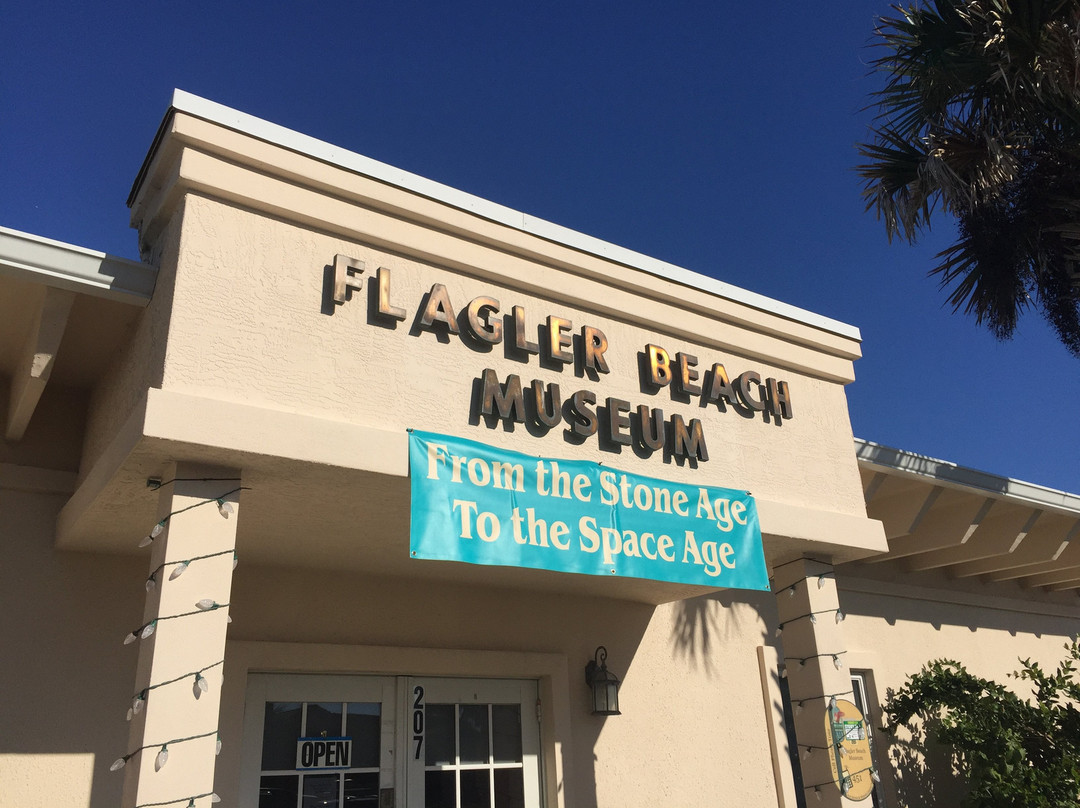 FLAGLER BEACH
MUSEUM
From the Stone Age
To the Space Age
207
OPEN